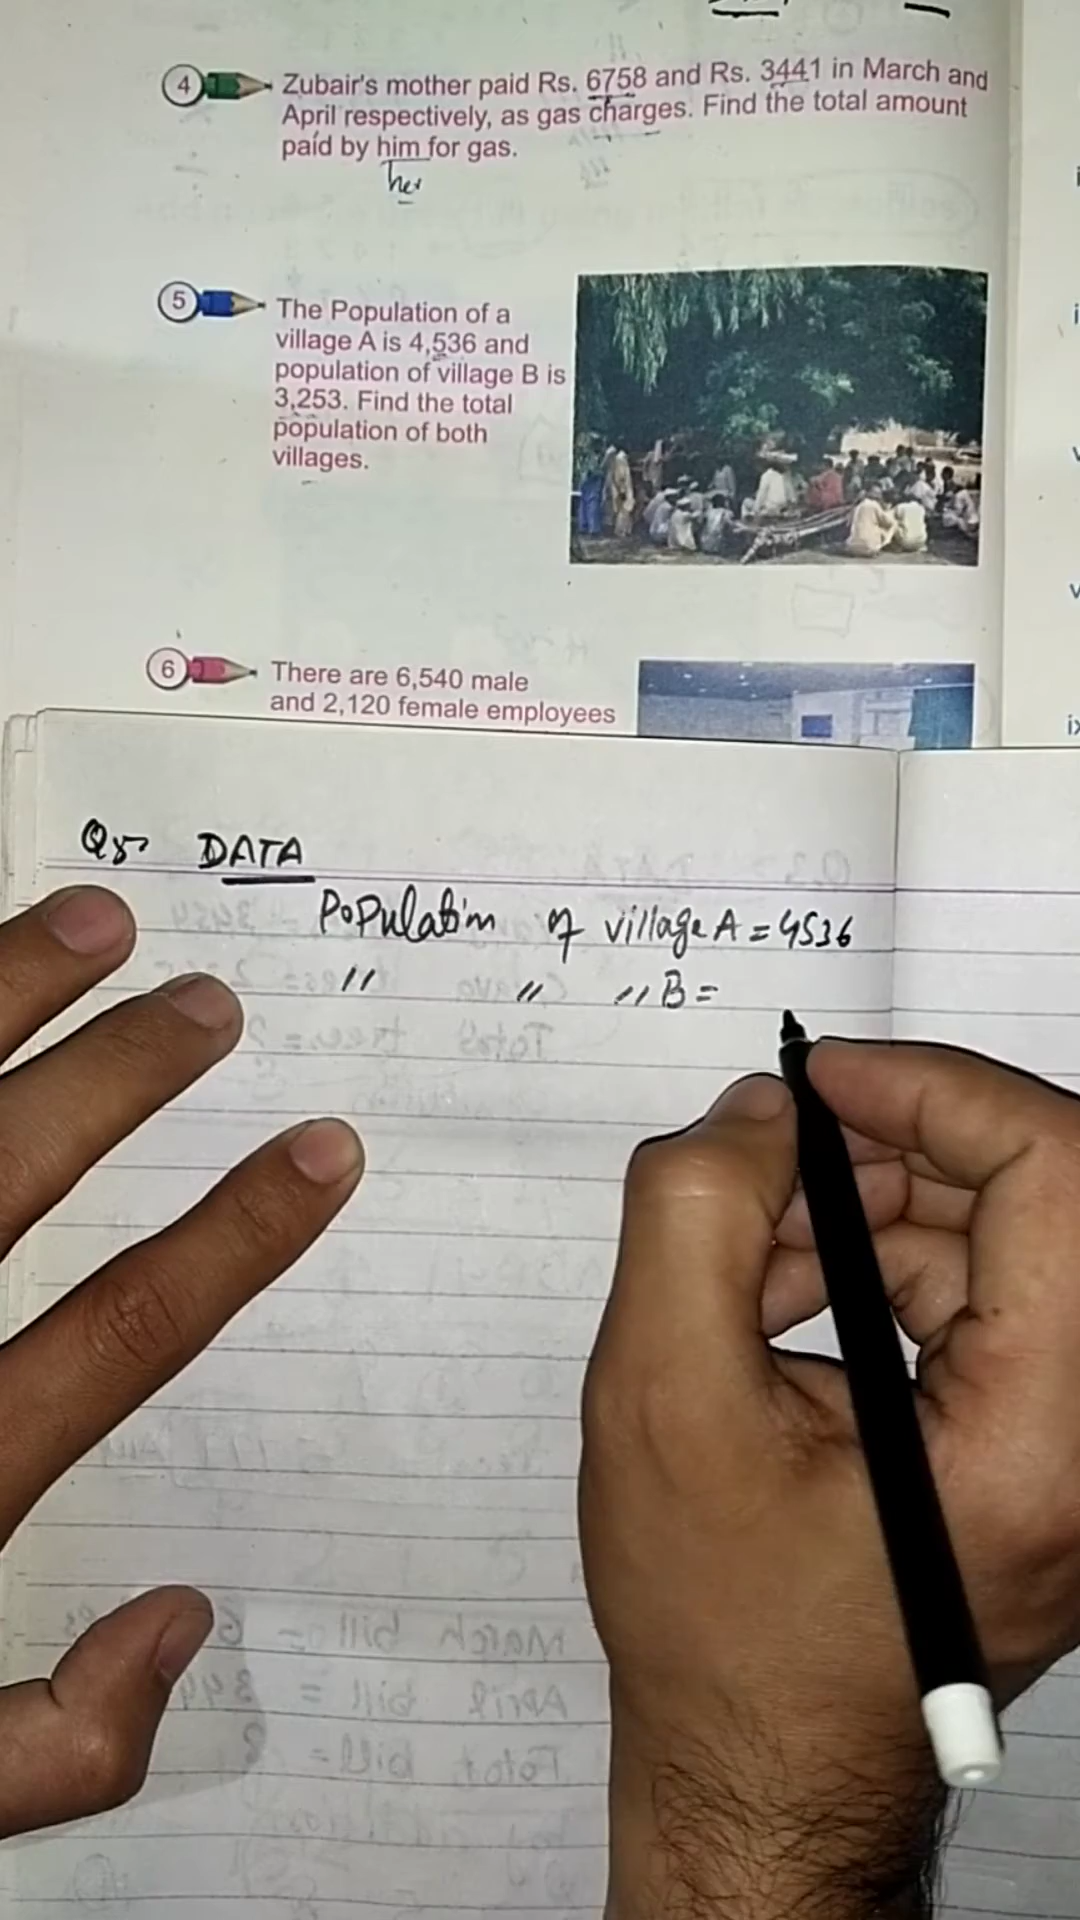 4 Zubair's mother paid Rs. 6758 and Rs. 3441 in March and
April respectively, as gas charges. Find the total amount
paid by him for gas.
her
5 The Population of a
village A is 4,536 and
population of village B is
3,253. Find the total
population of both
villages.
6 There are 6,540 male
and 2,120 female employees
Q5 DATA
Population of village A = 4536
〃 〃 〃 B =